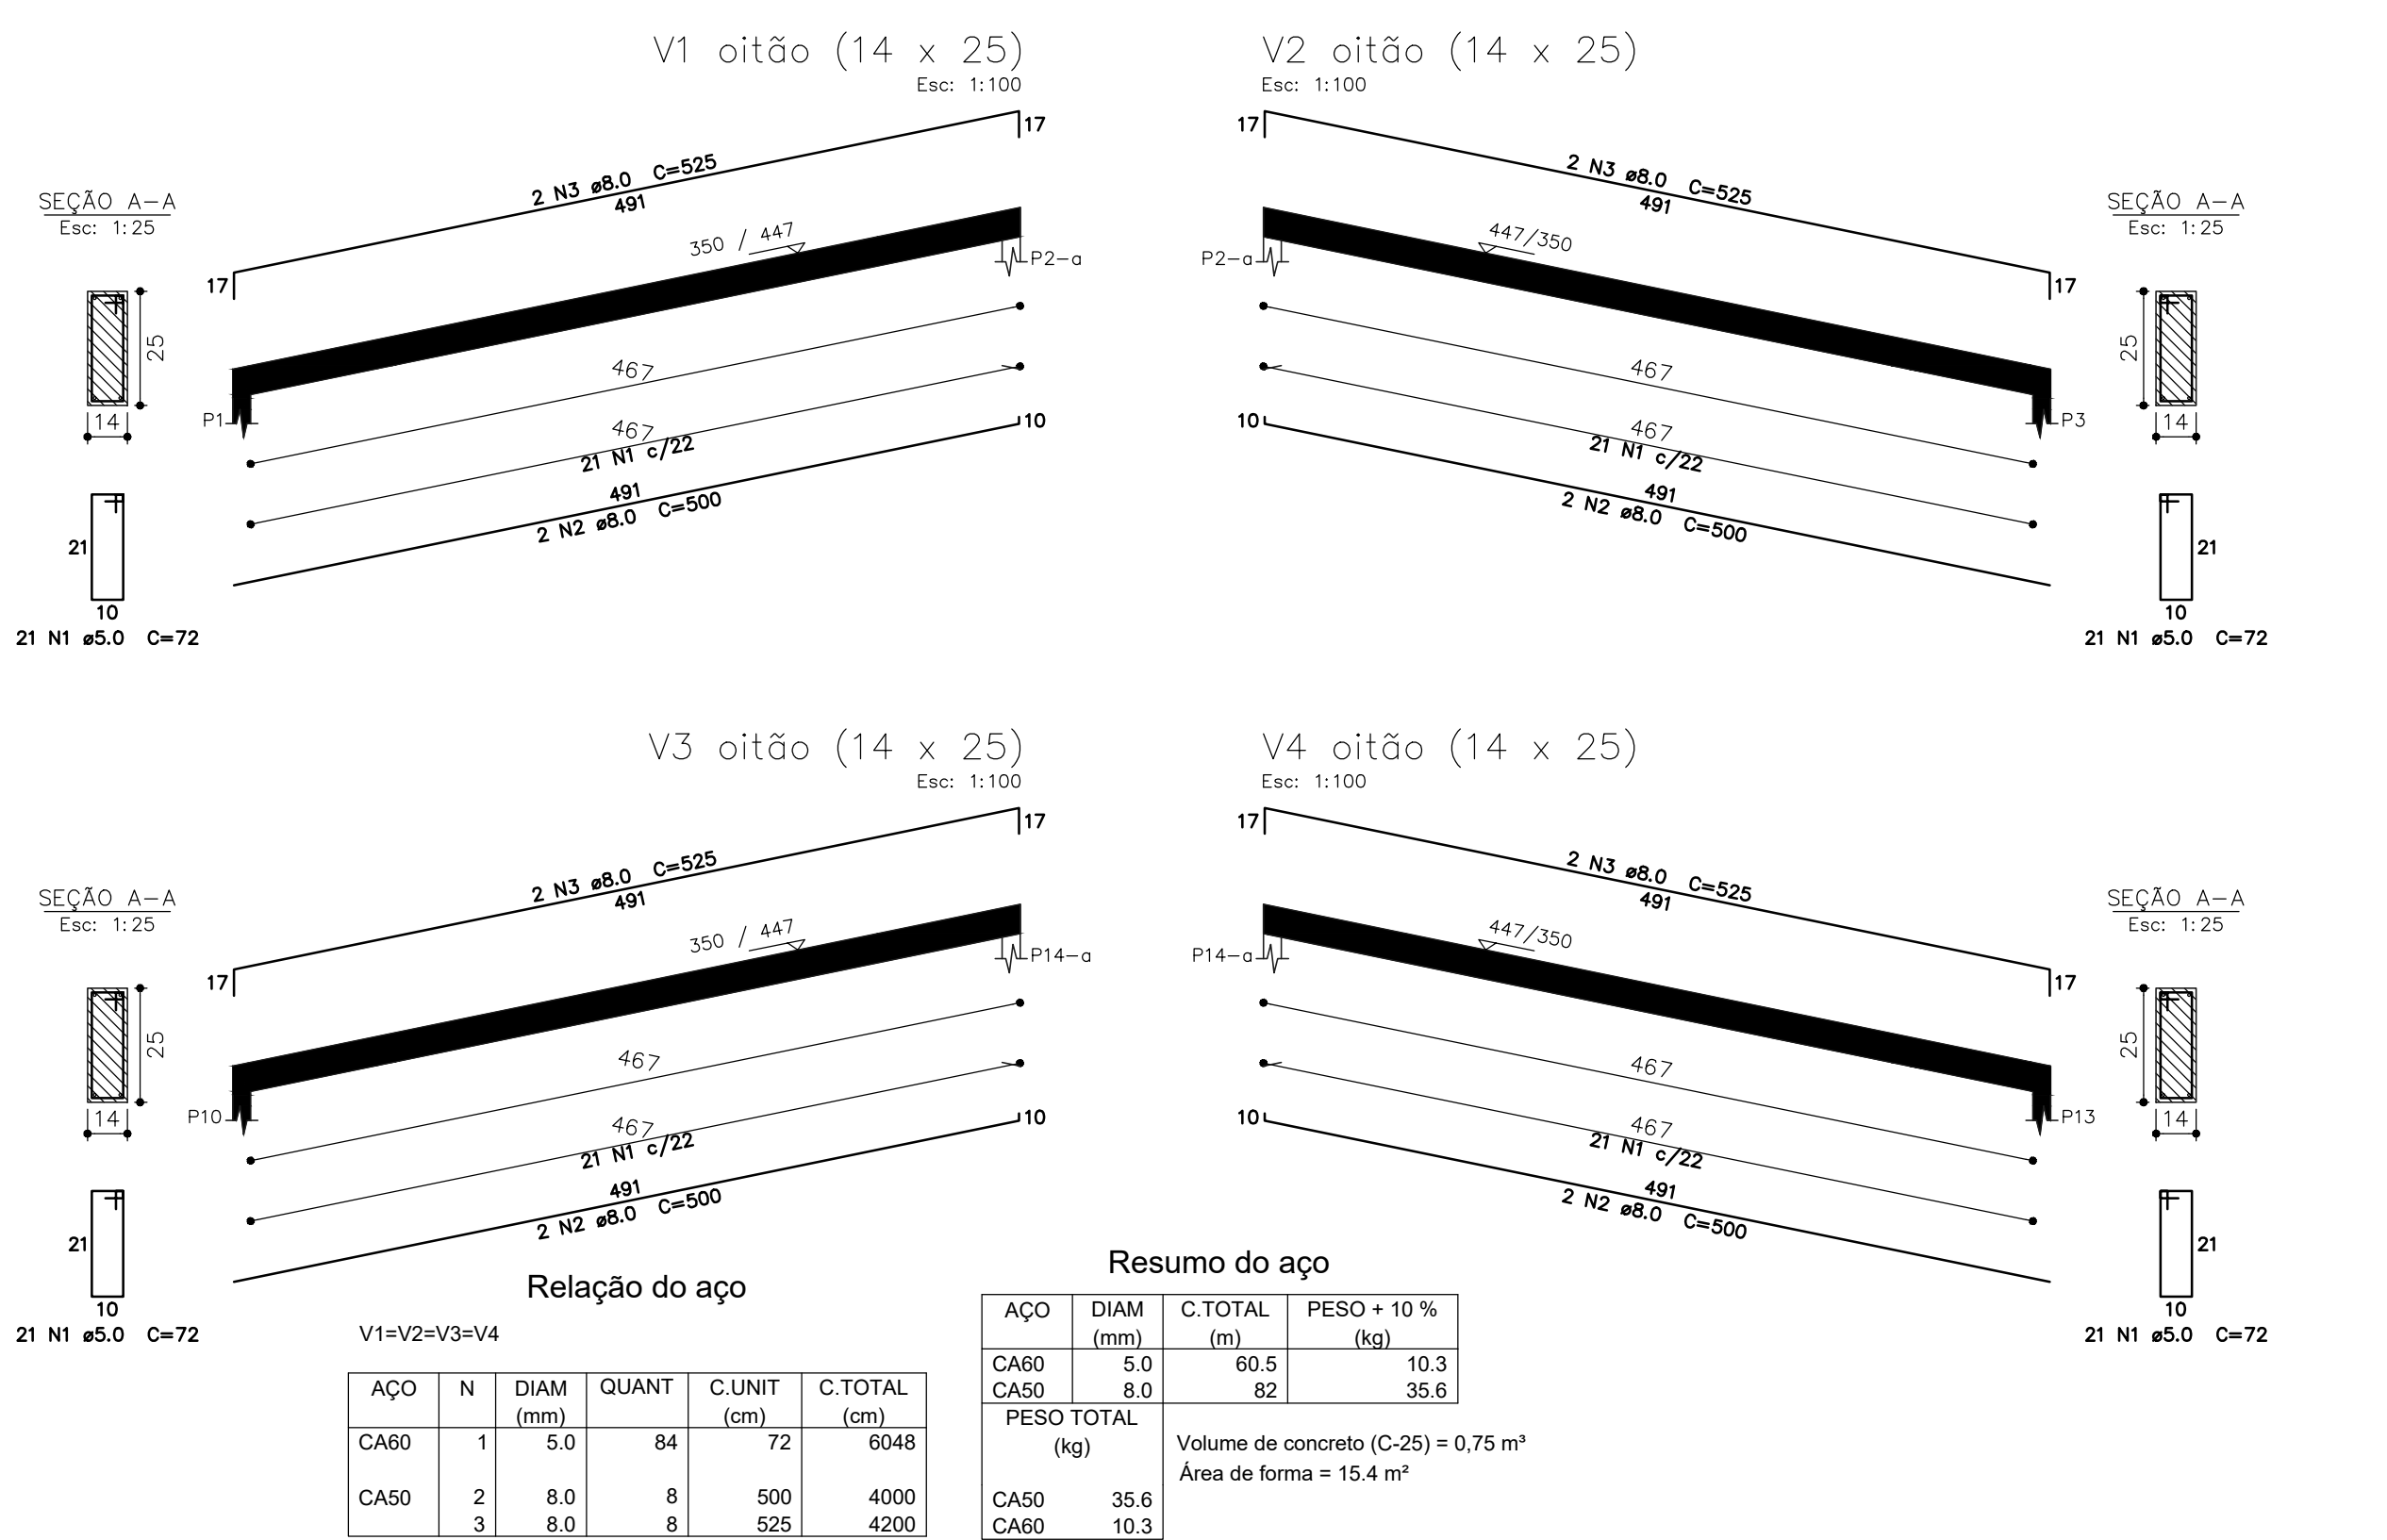 V1 oitão (14 x 25)
Esc: 1:100
17
2 N3 ø8.0 C=525
491
17
SEÇÃO A-A
Esc: 1:25
350 / 447
P2-a
25
14
P1
467
467
21 N1 c/22
10
491
2 N2 ø8.0 C=500
21
10
21 N1 ø5.0 C=72
V2 oitão (14 x 25)
Esc: 1:100
17
2 N3 ø8.0 C=525
491
17
SEÇÃO A-A
Esc: 1:25
447/350
P2-a
25
14
P3
467
467
21 N1 c/22
10
491
2 N2 ø8.0 C=500
21
10
21 N1 ø5.0 C=72
V3 oitão (14 x 25)
Esc: 1:100
17
2 N3 ø8.0 C=525
491
17
SEÇÃO A-A
Esc: 1:25
350 / 447
P14-a
25
14
P10
467
467
21 N1 c/22
10
491
2 N2 ø8.0 C=500
21
10
21 N1 ø5.0 C=72
V4 oitão (14 x 25)
Esc: 1:100
17
2 N3 ø8.0 C=525
491
17
SEÇÃO A-A
Esc: 1:25
447/350
P14-a
25
14
P13
467
467
21 N1 c/22
10
491
2 N2 ø8.0 C=500
21
10
21 N1 ø5.0 C=72
Relação do aço
V1=V2=V3=V4
AÇO N DIAM QUANT C.UNIT C.TOTAL
(mm) (cm) (cm)
CA60 1 5.0 84 72 6048
CA50 2 8.0 8 500 4000
3 8.0 8 525 4200
Resumo do aço
AÇO DIAM C.TOTAL PESO + 10 %
(mm) (m) (kg)
CA60 5.0 60.5 10.3
CA50 8.0 82 35.6
PESO TOTAL
(kg)
CA50 35.6
CA60 10.3
Volume de concreto (C-25) = 0,75 m³
Área de forma = 15.4 m²